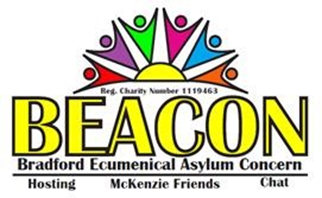 Reg. Charity Number 1119463
BEACON
Bradford Ecumenical Asylum Concern
Hosting McKenzie Friends Chat